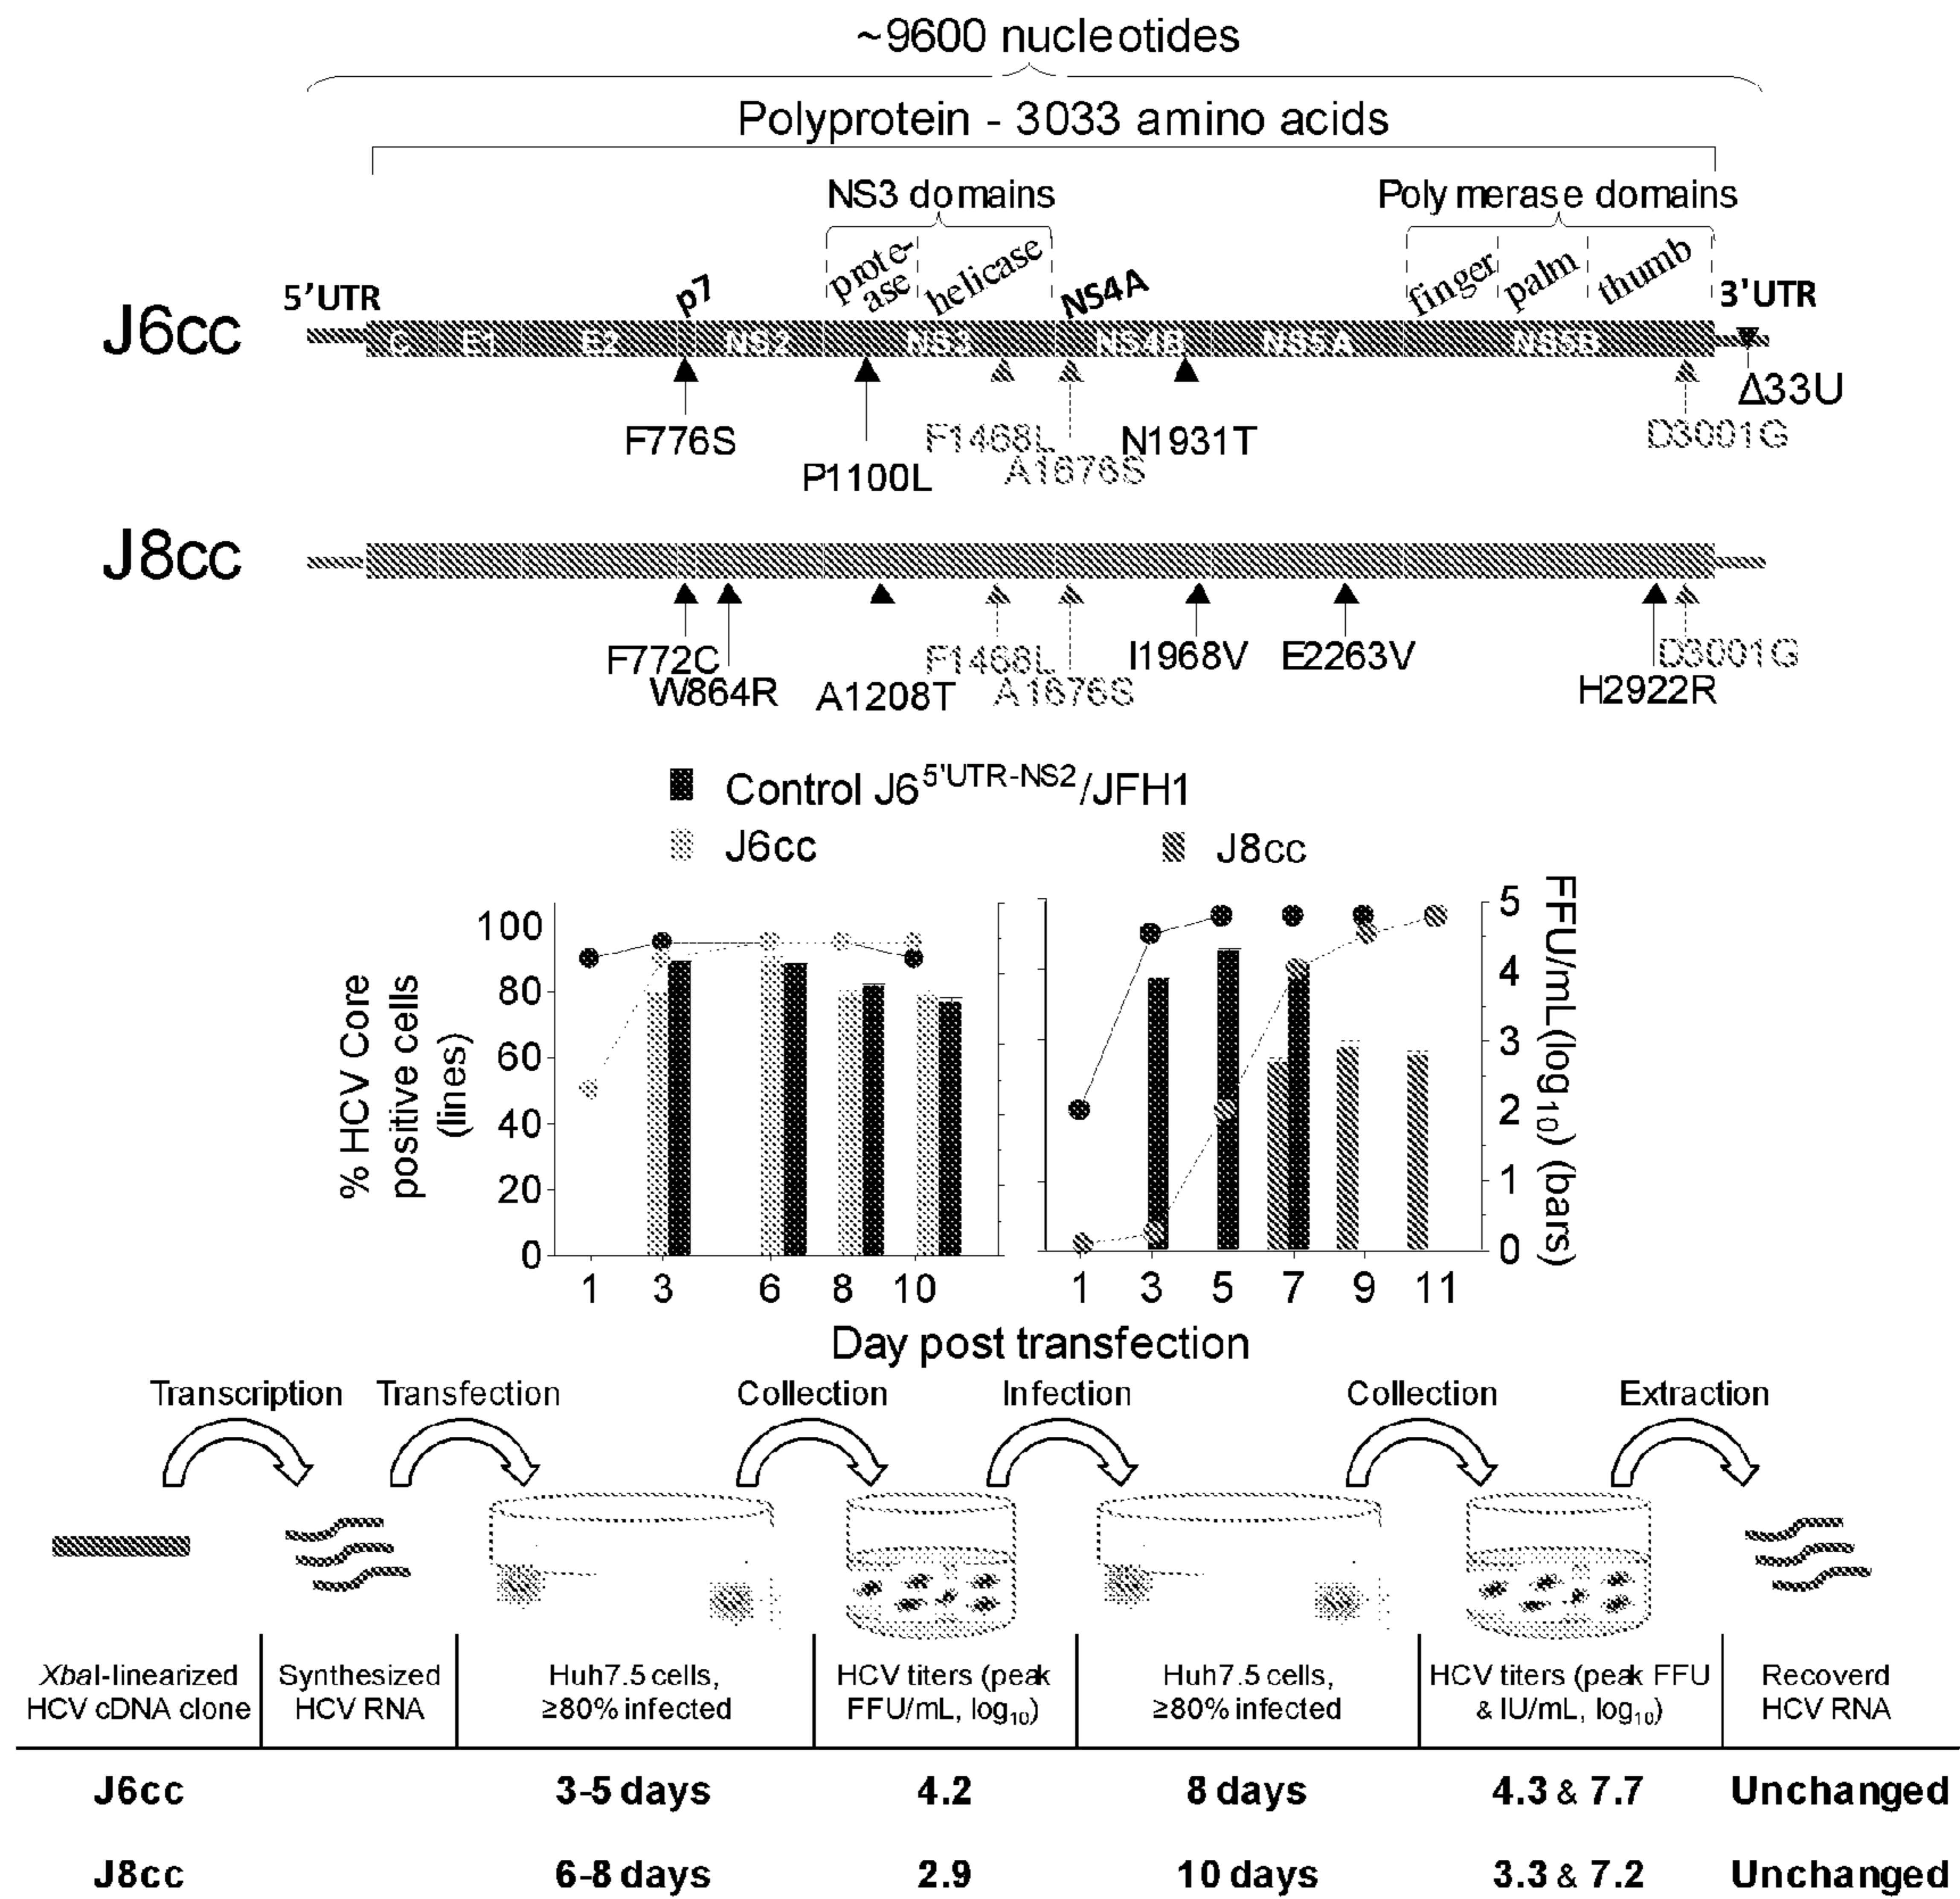 ~9600 nucleotides
Polyprotein - 3033 amino acids
NS3 domains
Polymerase domains
prote-
ase
helicase
finger
palm
thumb
5'UTR
p7
NS4A
3'UTR
J6cc
C E1 E2 NS2 NS3 NS4B NS5A NS5B
Δ33U
F776S
F1468L
N1931T
D3001G
P1100L
A1676S
J8cc
F772C
F1468L
I1968V
E2263V
D3001G
W864R
A1208T
A1676S
H2922R
Control J65'UTR-NS2/JFH1
J6cc
J8cc
% HCV Core
positive cells
(lines)
100
80
60
40
20
0
1 3 6 8 10
5
4
3
2
1
0
1 3 5 7 9 11
FFU/mL (log10) (bars)
Day post transfection
Transcription
Transfection
Collection
Infection
Collection
Extraction
XbaI-linearized
HCV cDNA clone
Synthesized
HCV RNA
Huh7.5 cells,
≥80% infected
HCV titers (peak
FFU/mL, log10)
Huh7.5 cells,
≥80% infected
HCV titers (peak FFU
& IU/mL, log10)
Recoverd
HCV RNA
J6cc 3-5 days 4.2 8 days 4.3 & 7.7 Unchanged
J8cc 6-8 days 2.9 10 days 3.3 & 7.2 Unchanged